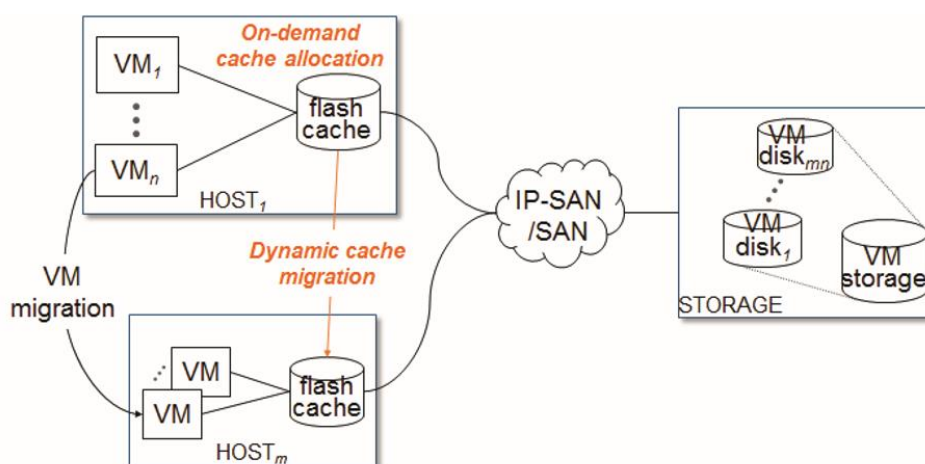 On-demand
cache allocation
VM1
flash
cache
VMn
HOST1
IP-SAN
/SAN
VM
diskmn
VM
disk1
VM
storage
STORAGE
Dynamic cache
migration
VM
migration
VM
VM
flash
cache
HOSTm